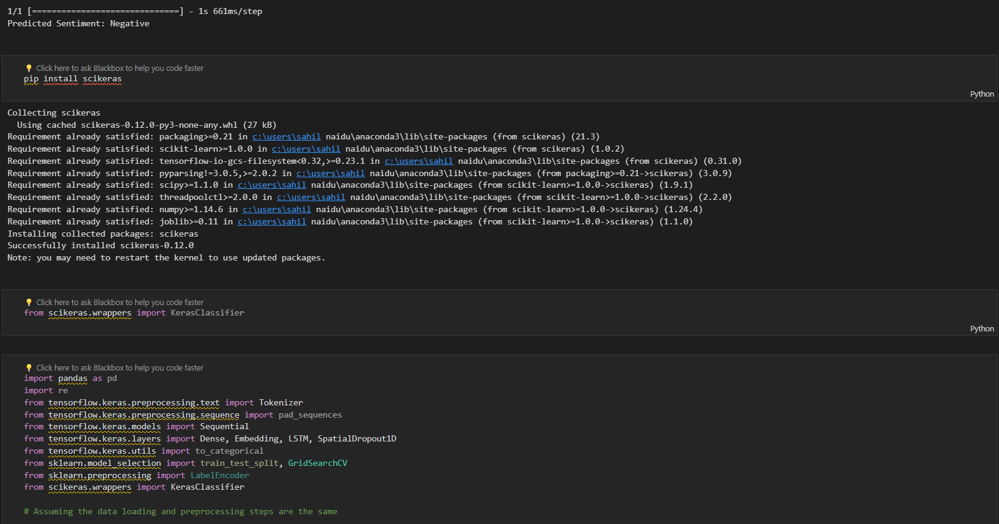 1/1 [==============================] - 1s 661ms/step
Predicted Sentiment: Negative
Click here to ask Blackbox to help you code faster
pip install scikeras
Python
Collecting scikeras
  Using cached scikeras-0.12.0-py3-none-any.whl (27 kB)
Requirement already satisfied: packaging>=0.21 in c:\users\sahil naidu\anaconda3\lib\site-packages (from scikeras) (21.3)
Requirement already satisfied: scikit-learn>=1.0.0 in c:\users\sahil naidu\anaconda3\lib\site-packages (from scikeras) (1.0.2)
Requirement already satisfied: tensorflow-io-gcs-filesystem<0.32,>=0.23.1 in c:\users\sahil naidu\anaconda3\lib\site-packages (from scikeras) (0.31.0)
Requirement already satisfied: pyparsing!=3.0.5,>=2.0.2 in c:\users\sahil naidu\anaconda3\lib\site-packages (from packaging>=0.21->scikeras) (3.0.9)
Requirement already satisfied: scipy>=1.1.0 in c:\users\sahil naidu\anaconda3\lib\site-packages (from scikit-learn>=1.0.0->scikeras) (1.9.1)
Requirement already satisfied: threadpoolctl>=2.0.0 in c:\users\sahil naidu\anaconda3\lib\site-packages (from scikit-learn>=1.0.0->scikeras) (2.2.0)
Requirement already satisfied: numpy>=1.14.6 in c:\users\sahil naidu\anaconda3\lib\site-packages (from scikit-learn>=1.0.0->scikeras) (1.24.4)
Requirement already satisfied: joblib>=0.11 in c:\users\sahil naidu\anaconda3\lib\site-packages (from scikit-learn>=1.0.0->scikeras) (1.1.0)
Installing collected packages: scikeras
Successfully installed scikeras-0.12.0
Note: you may need to restart the kernel to use updated packages.
Click here to ask Blackbox to help you code faster
from scikeras.wrappers import KerasClassifier
Python
Click here to ask Blackbox to help you code faster
import pandas as pd
import re
from tensorflow.keras.preprocessing.text import Tokenizer
from tensorflow.keras.preprocessing.sequence import pad_sequences
from tensorflow.keras.models import Sequential
from tensorflow.keras.layers import Dense, Embedding, LSTM, SpatialDropout1D
from tensorflow.keras.utils import to_categorical
from sklearn.model_selection import train_test_split, GridSearchCV
from sklearn.preprocessing import LabelEncoder
from scikeras.wrappers import KerasClassifier
# Assuming the data loading and preprocessing steps are the same